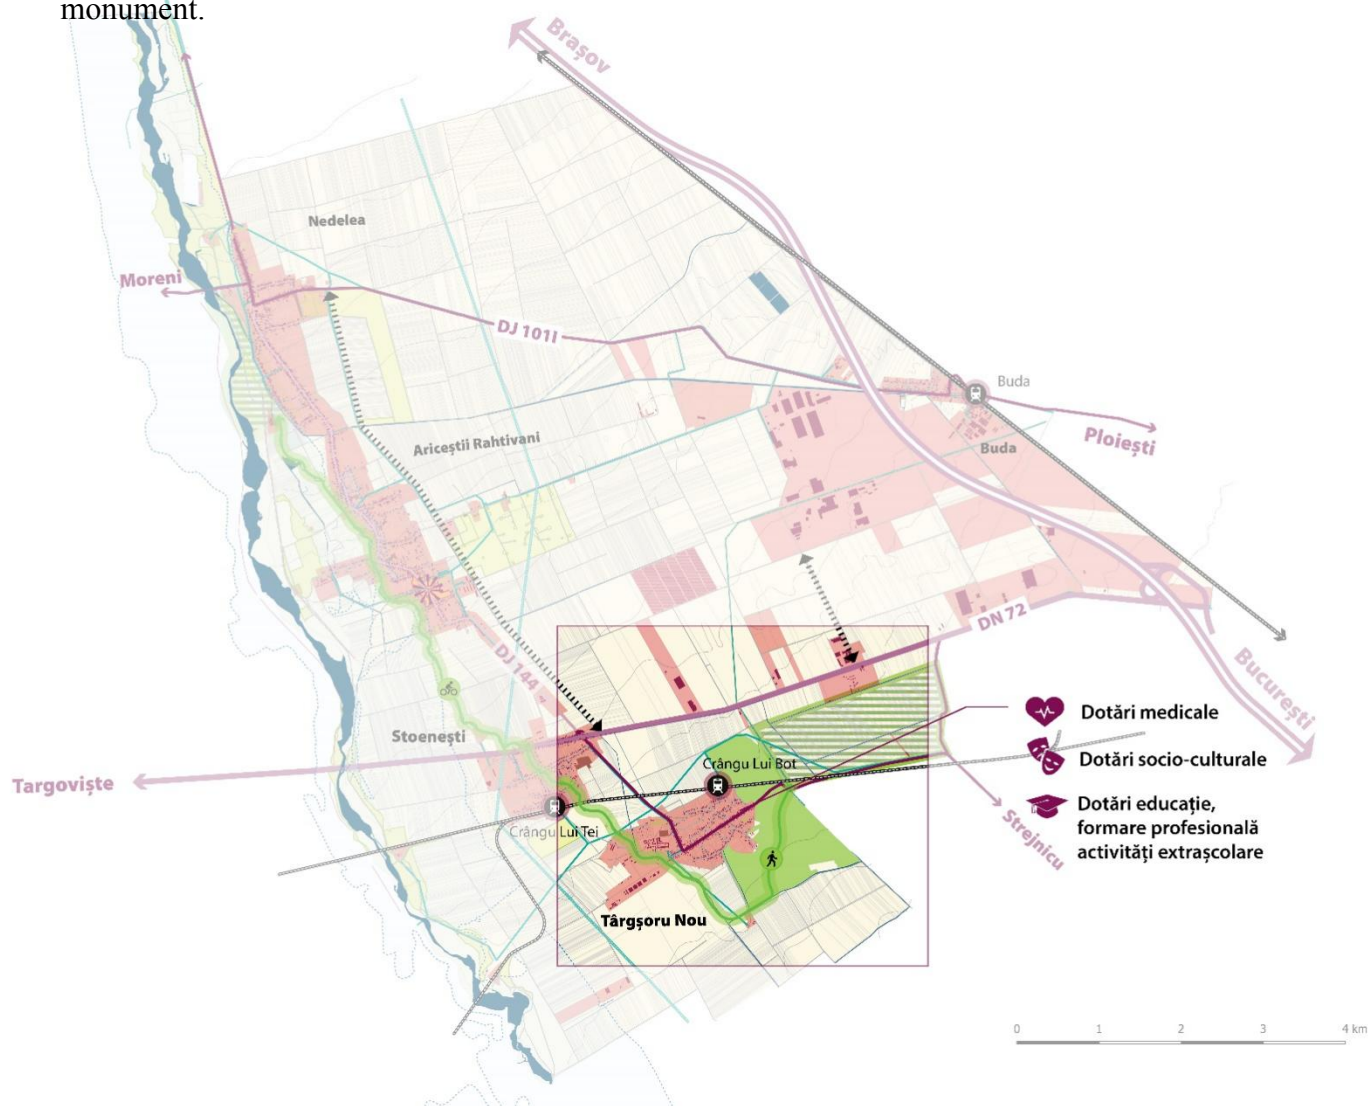 monument.
Brașov
Nedelea
Moreni
DJ 101I
Buda
Ploiești
Buda
Ariceștii Rahtivani
DN 72
DJ 144
București
Stoenești
Targoviște
Crângu Lui Bot
Crângu Lui Tei
Strejnicu
Târgșoru Nou
Dotări medicale
Dotări socio-culturale
Dotări educație,
formare profesională
activități extrașcolare
0 1 2 3 4 km